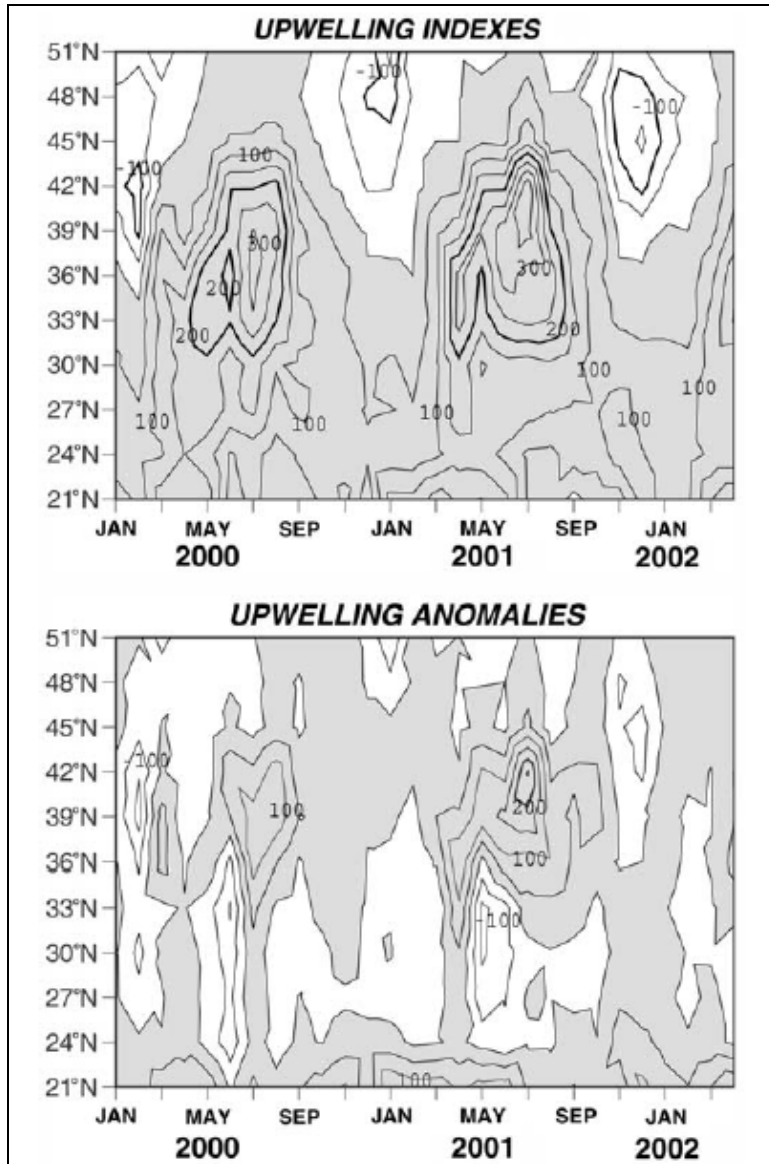 UPWELLING INDEXES
51°N
-100
48°N
45°N
100
-100
42°N
-100
39°N
300
36°N
300
200
33°N
200
200
30°N
100
27°N
100
100
100
100
100
24°N
21°N
JAN MAY SEP JAN MAY SEP JAN
2000 2001 2002
UPWELLING ANOMALIES
51°N
48°N
45°N
42°N
-100
39°N
100
200
36°N
100
33°N
-100
30°N
27°N
24°N
21°N
100
JAN MAY SEP JAN MAY SEP JAN
2000 2001 2002